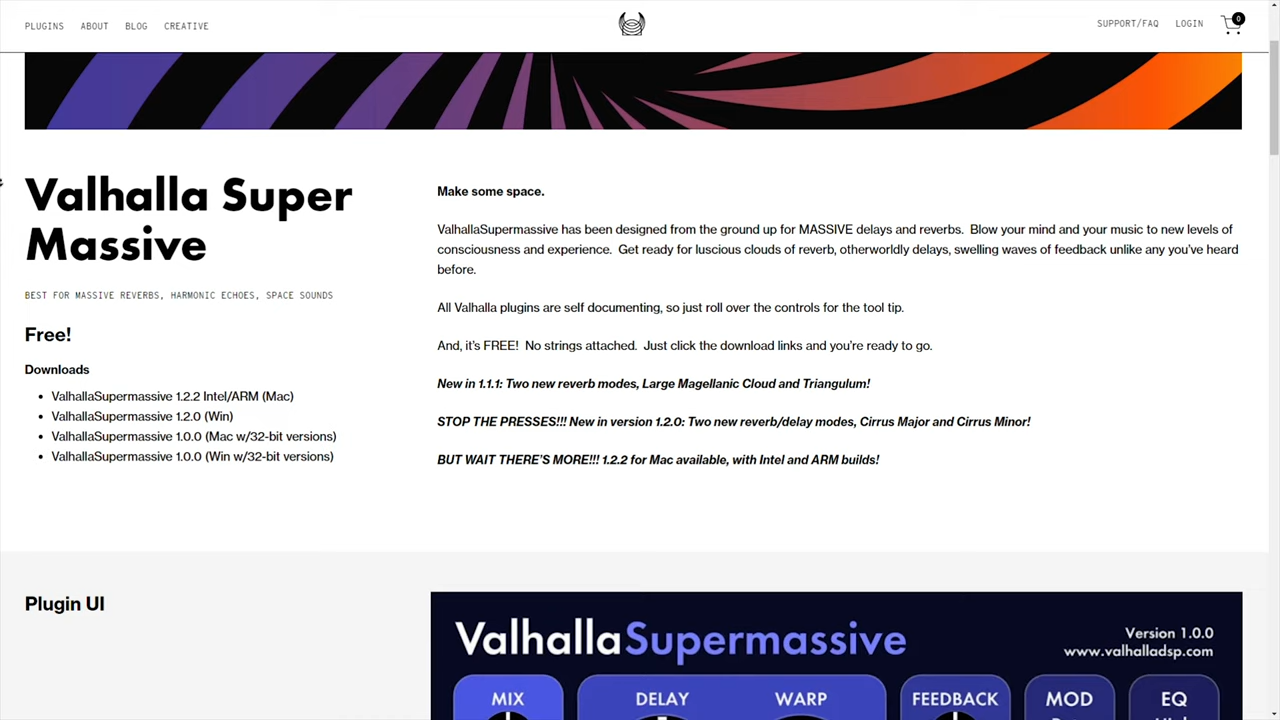 PLUGINS ABOUT BLOG CREATIVE SUPPORT/FAQ LOGIN 0
Valhalla Super
Massive
BEST FOR MASSIVE REVERBS, HARMONIC ECHOES, SPACE SOUNDS
Free!
Downloads
• ValhallaSupermassive 1.2.2 Intel/ARM (Mac)
• ValhallaSupermassive 1.2.0 (Win)
• ValhallaSupermassive 1.0.0 (Mac w/32-bit versions)
• ValhallaSupermassive 1.0.0 (Win w/32-bit versions)
Make some space.
ValhallaSupermassive has been designed from the ground up for MASSIVE delays and reverbs. Blow your mind and your music to new levels of
consciousness and experience. Get ready for luscious clouds of reverb, otherworldly delays, swelling waves of feedback unlike any you've heard
before.
All Valhalla plugins are self documenting, so just roll over the controls for the tool tip.
And, it's FREE! No strings attached. Just click the download links and you're ready to go.
New in 1.1.1: Two new reverb modes, Large Magellanic Cloud and Triangulum!
STOP THE PRESSES!!! New in version 1.2.0: Two new reverb/delay modes, Cirrus Major and Cirrus Minor!
BUT WAIT THERE'S MORE!!! 1.2.2 for Mac available, with Intel and ARM builds!
Plugin UI
ValhallaSupermassive
Version 1.0.0
www.valhalladsp.com
MIX DELAY WARP FEEDBACK MOD EQ